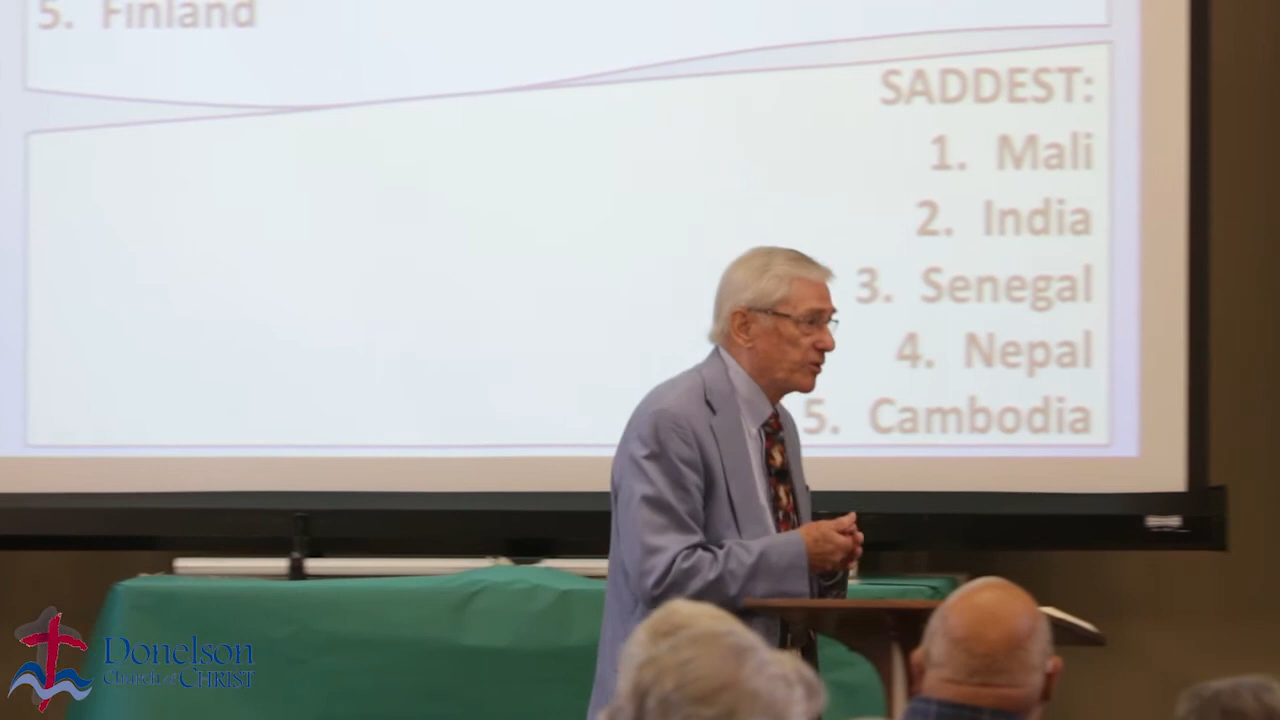 5. Finland
SADDEST:
1. Mali
2. India
3. Senegal
4. Nepal
5. Cambodia
Donelson
Church of CHRIST